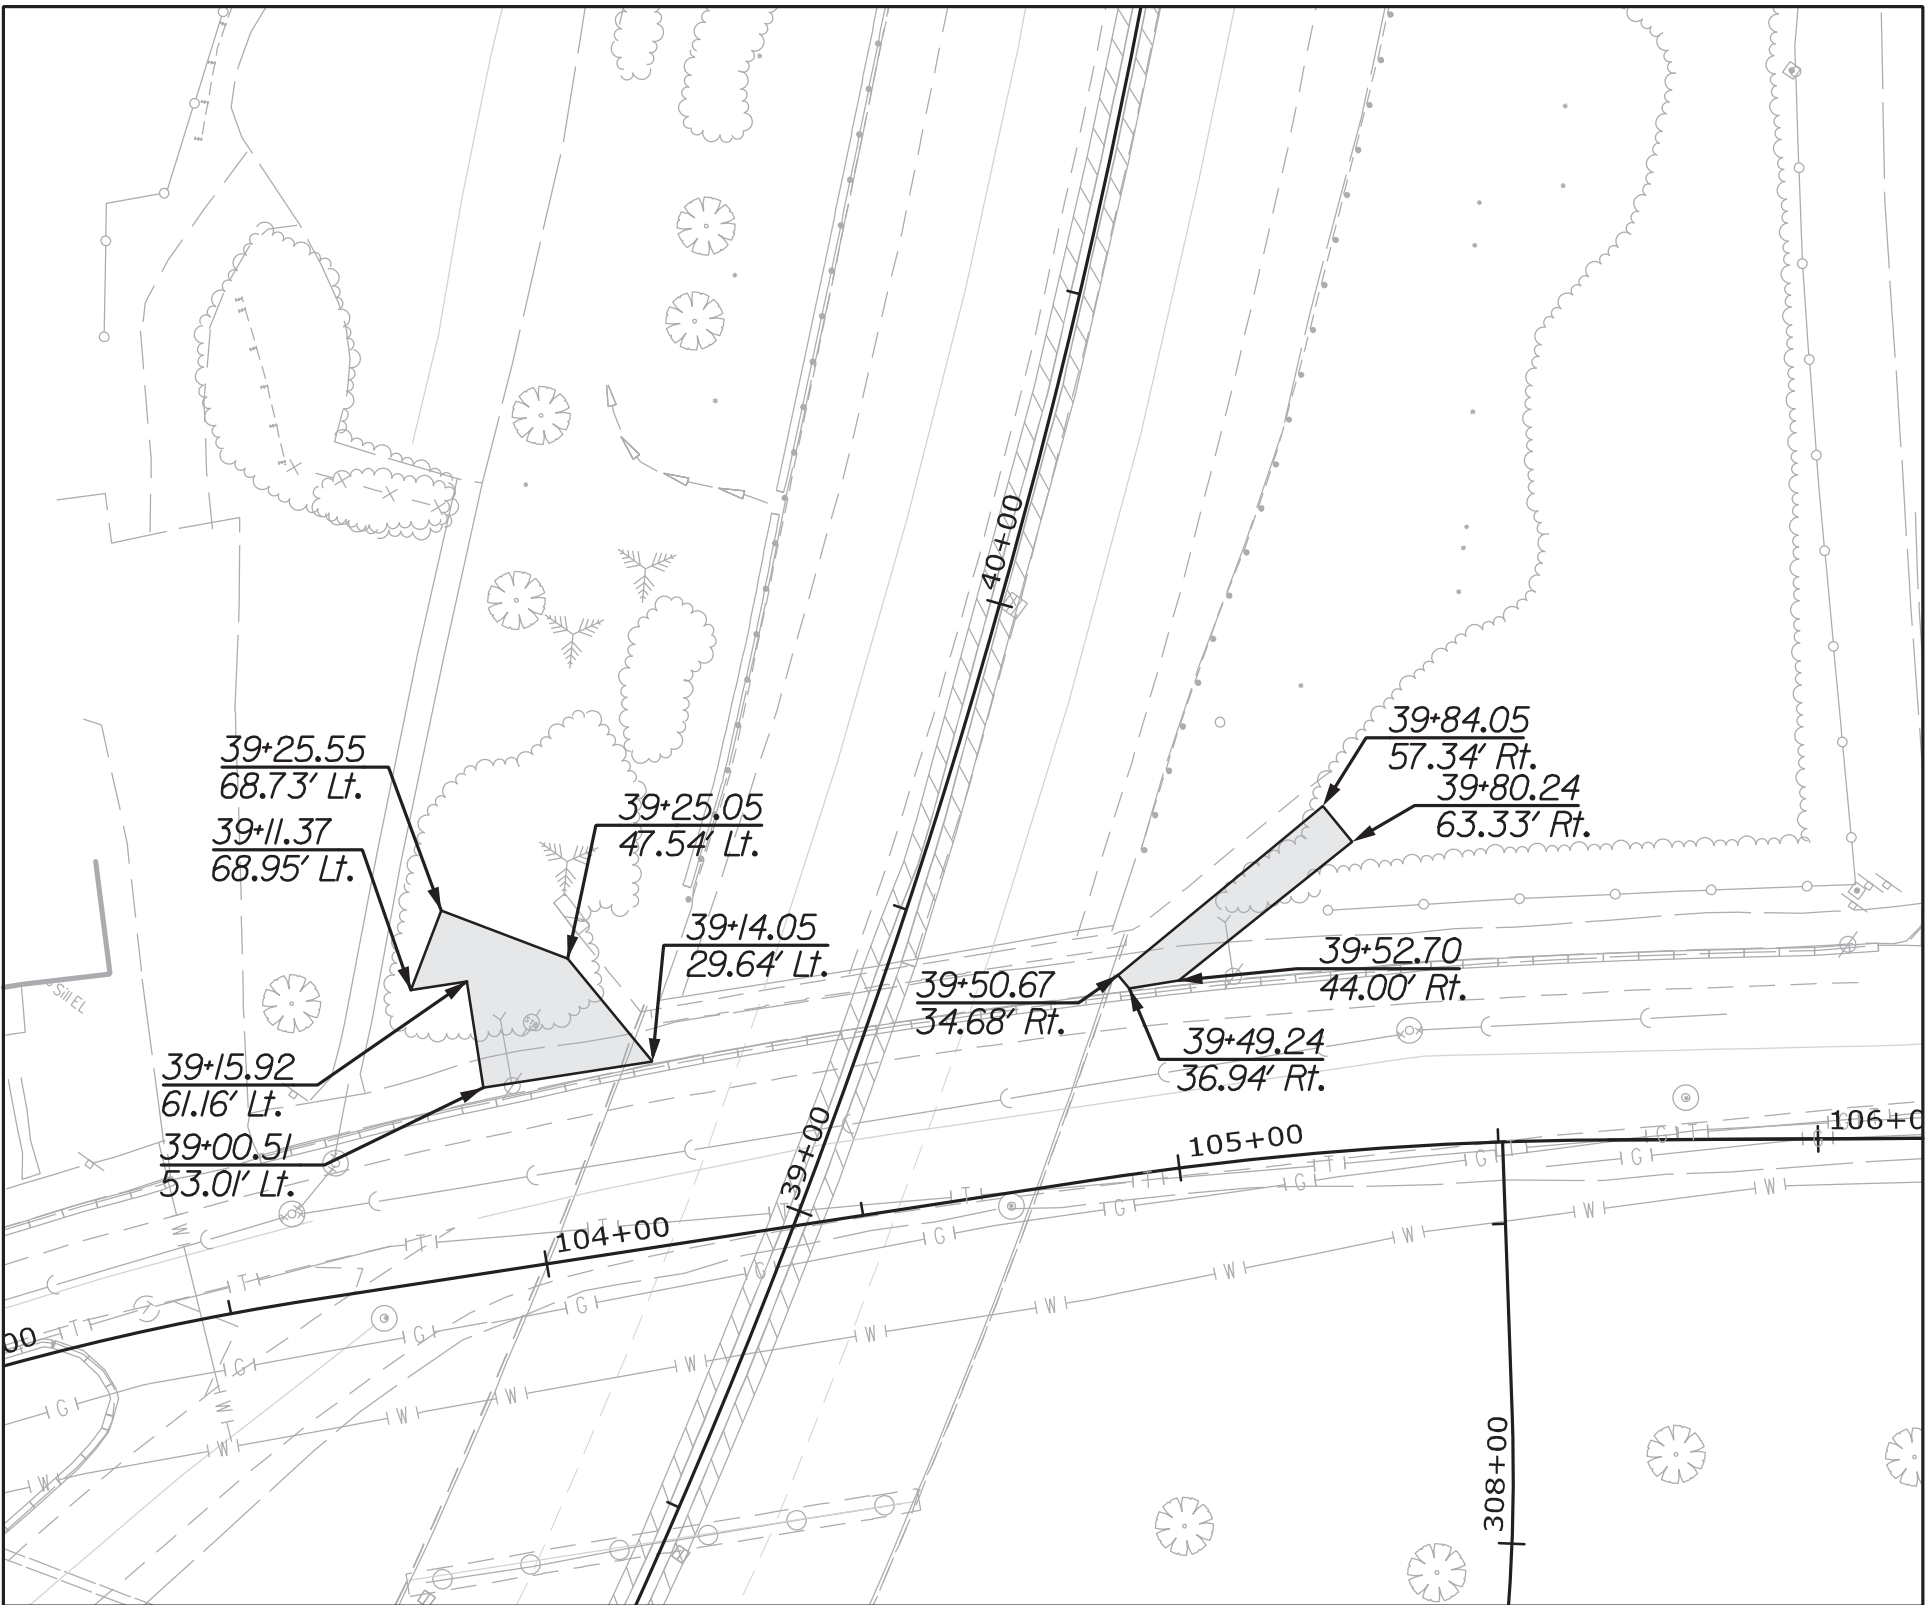 40+00
39+84.05
57.34' Rt.
39+80.24
63.33' Rt.
39+25.55
68.73' Lt.
39+11.37
68.95' Lt.
39+25.05
47.54' Lt.
39+14.05
29.64' Lt.
39+52.70
44.00' Rt.
39+50.67
34.68' Rt.
39+49.24
36.94' Rt.
Sill EL
39+15.92
61.16' Lt.
39+00.51
53.01' Lt.
39+00
104+00
105+00
106+0
00
308+00
T T T T T T T
G G G G G G G G G G
W W W W W W W W W W